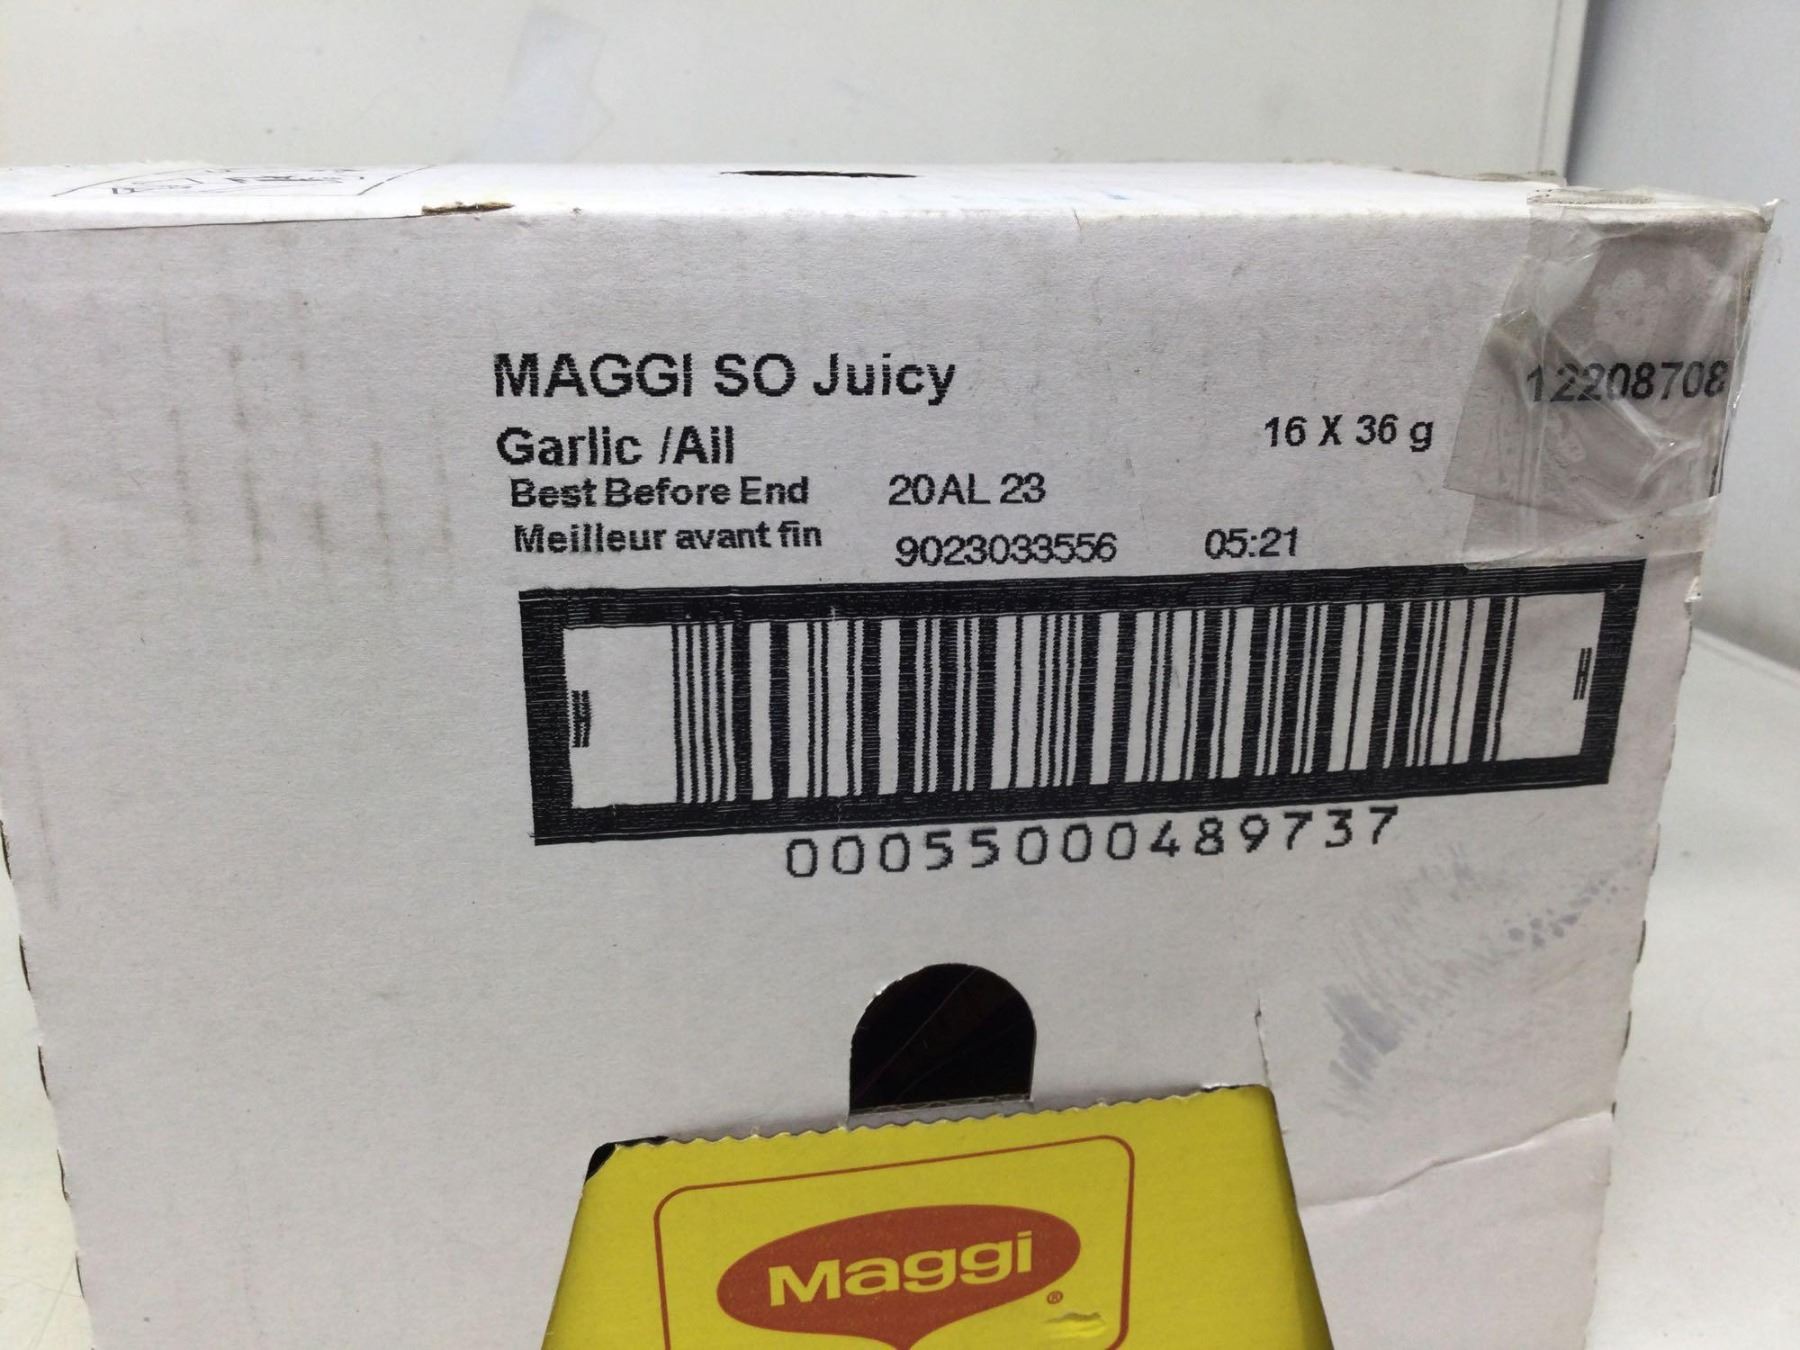 MAGGI SO Juicy
12208708
Garlic /Ail
16 X 36 g
Best Before End 20AL 23
Meilleur avant fin 9023033556 05:21
00055000489737
Maggi
®